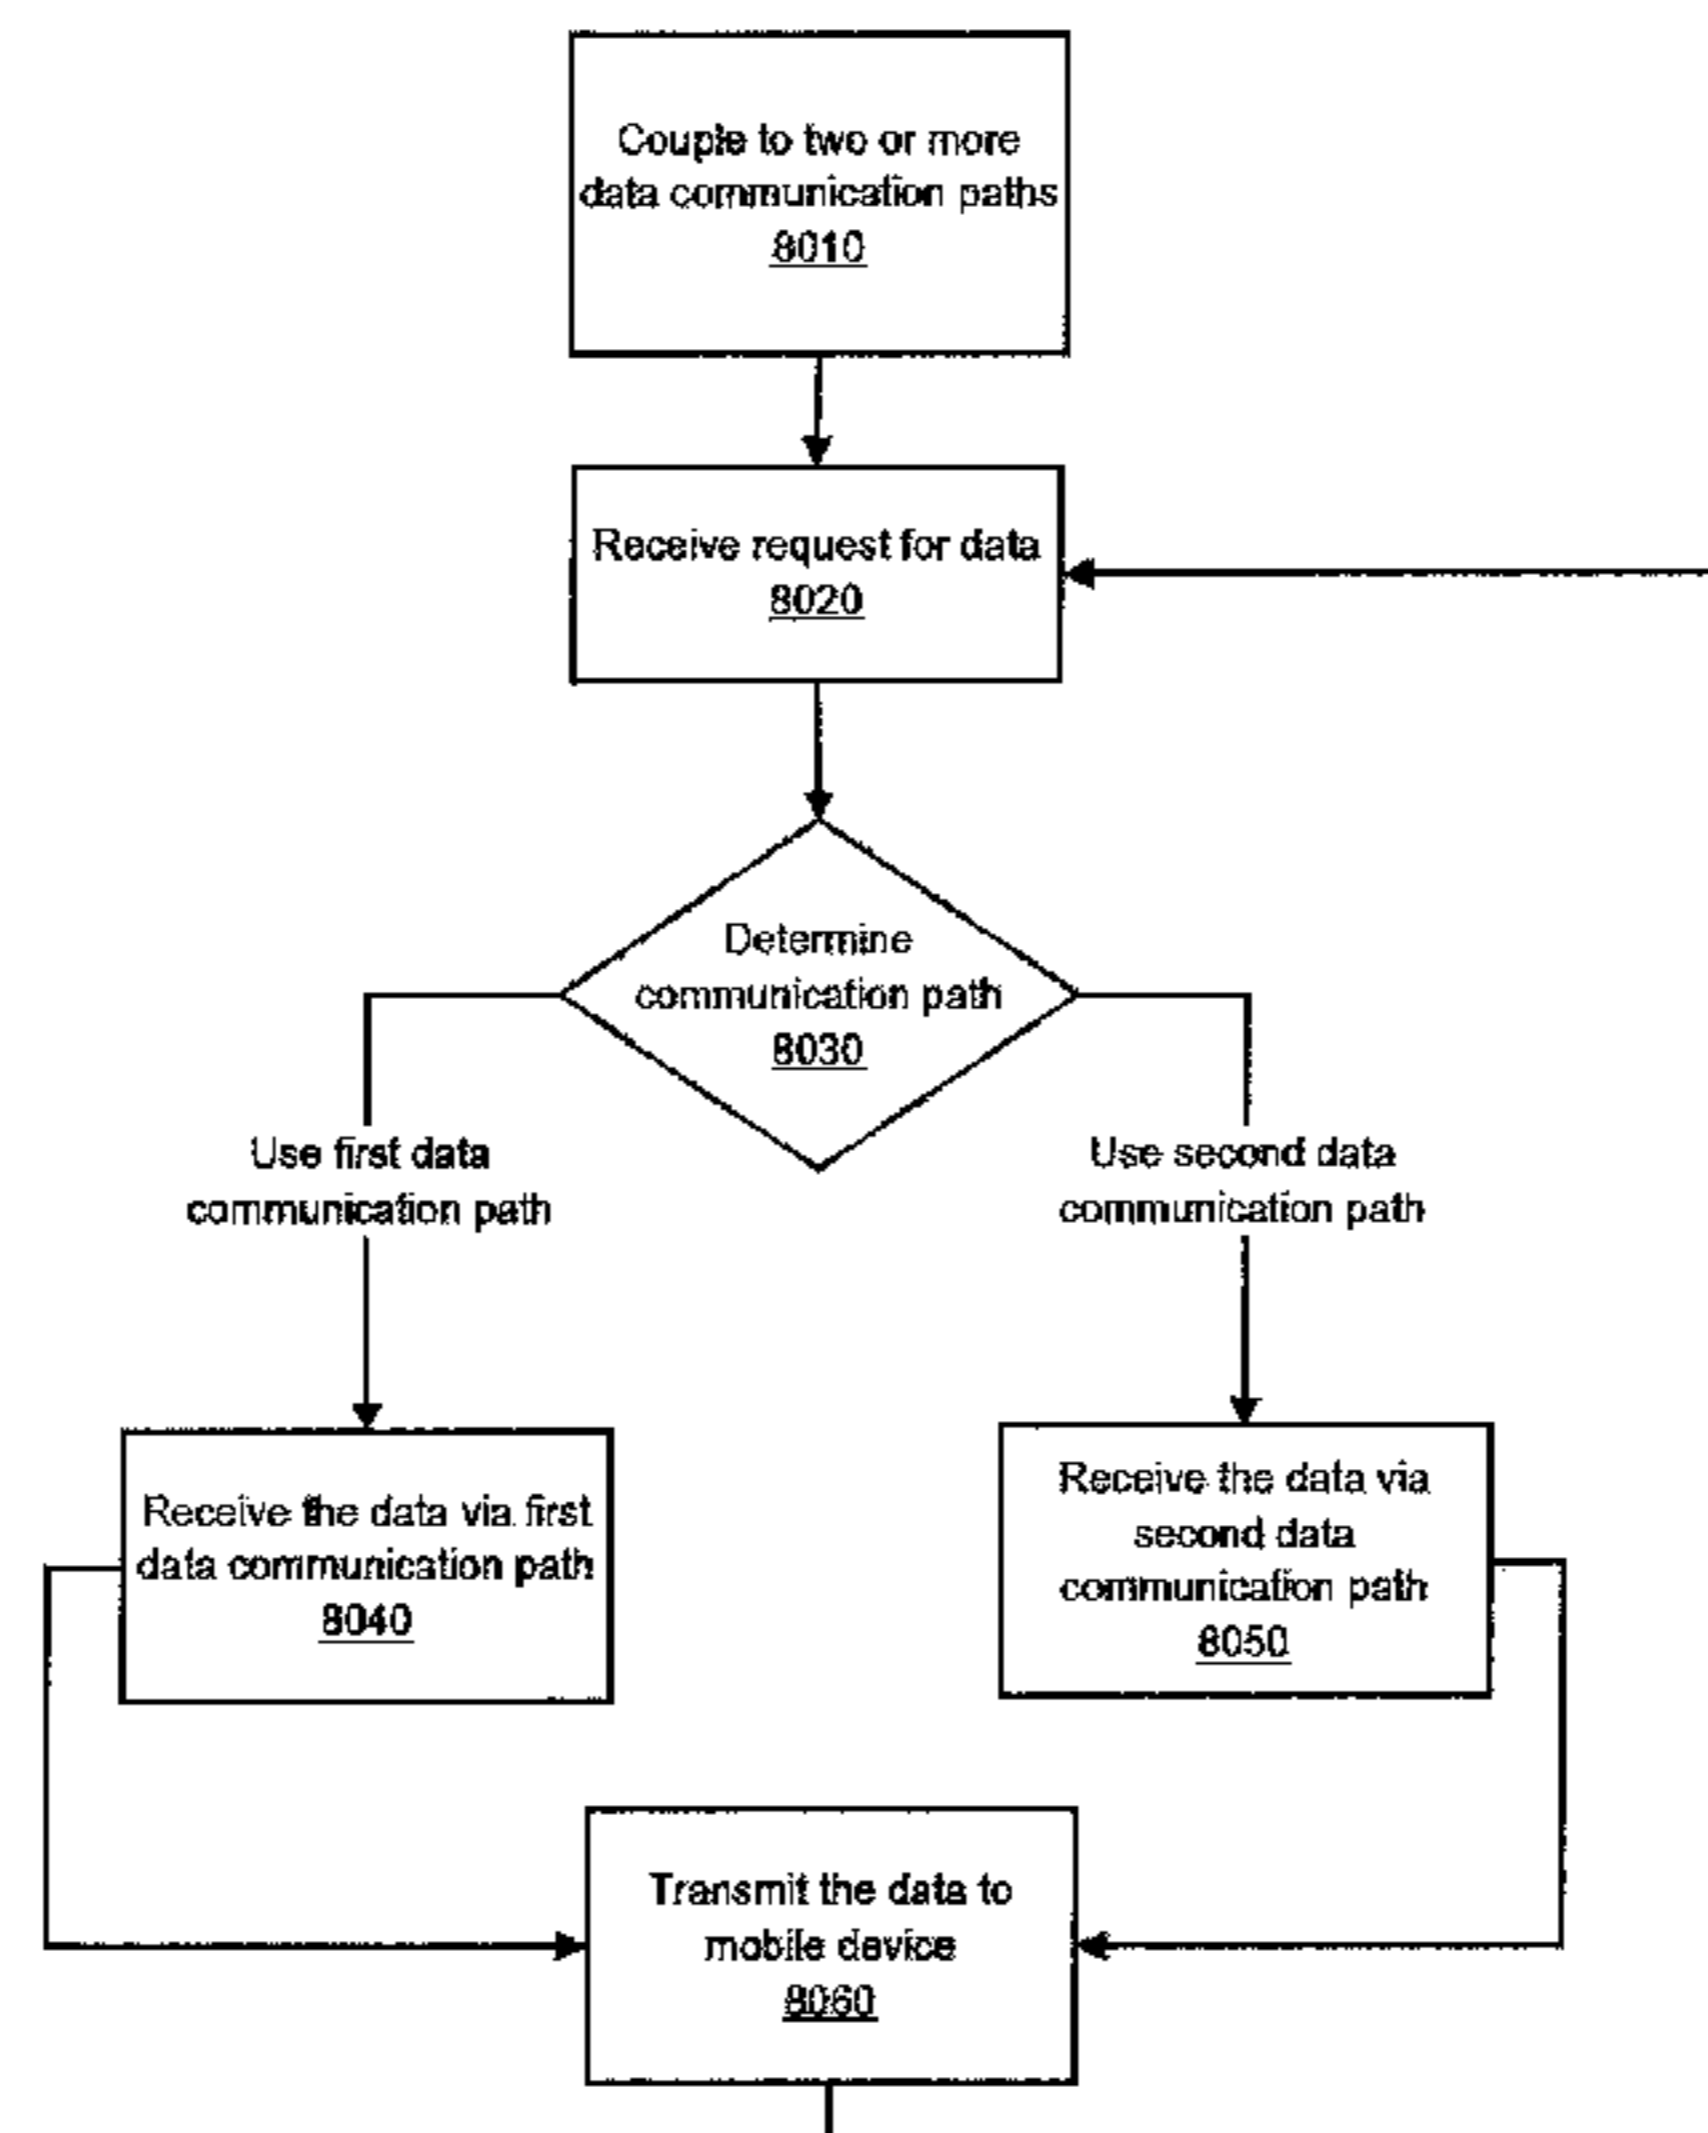 Couple to two or more
data communication paths
8010
Receive request for data
8020
Determine
communication path
8030
Use first data
communication path
Use second data
communication path
Receive the data via first
data communication path
8040
Receive the data via
second data
communication path
8050
Transmit the data to
mobile device
8060